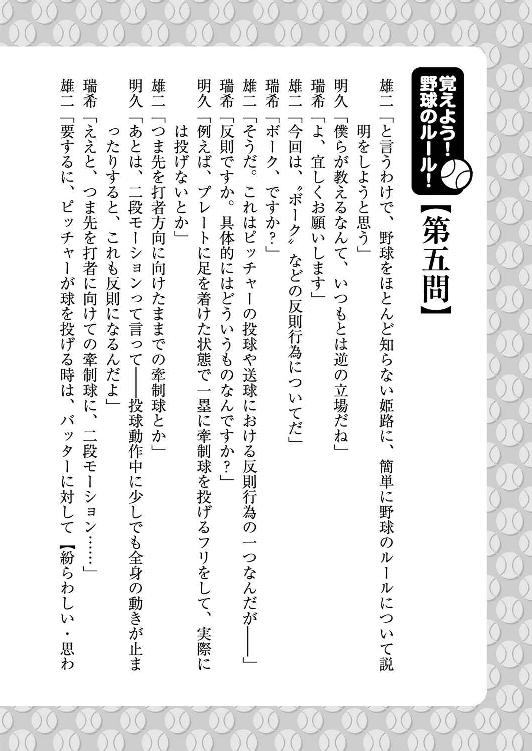 覚えよう!
野球のルール!
【第五問】
雄二「と言うわけで、野球をほとんど知らない姫路に、簡単に野球のルールについて説
明をしようと思う」
明久「僕らが教えるなんて、いつもとは逆の立場だね」
瑞希「よ、宜しくお願いします」
雄二「今回は、〝ボーク〟などの反則行為についてだ」
瑞希「ボーク、ですか?」
雄二「そうだ。これはピッチャーの投球や送球における反則行為の一つなんだが――」
瑞希「反則ですか。具体的にはどういうものなんですか?」
明久「例えば、プレートに足を着けた状態で一塁に牽制球を投げるフリをして、実際に
は投げないとか」
雄二「つま先を打者方向に向けたままでの牽制球とか」
明久「あとは、二段モーションって言って――投球動作中に少しでも全身の動きが止ま
ったりすると、これも反則になるんだよ」
瑞希「ええと、つま先を打者に向けての牽制球に、二段モーション……」
雄二「要するに、ピッチャーが球を投げる時は、バッターに対して【紛らわしい・思わ